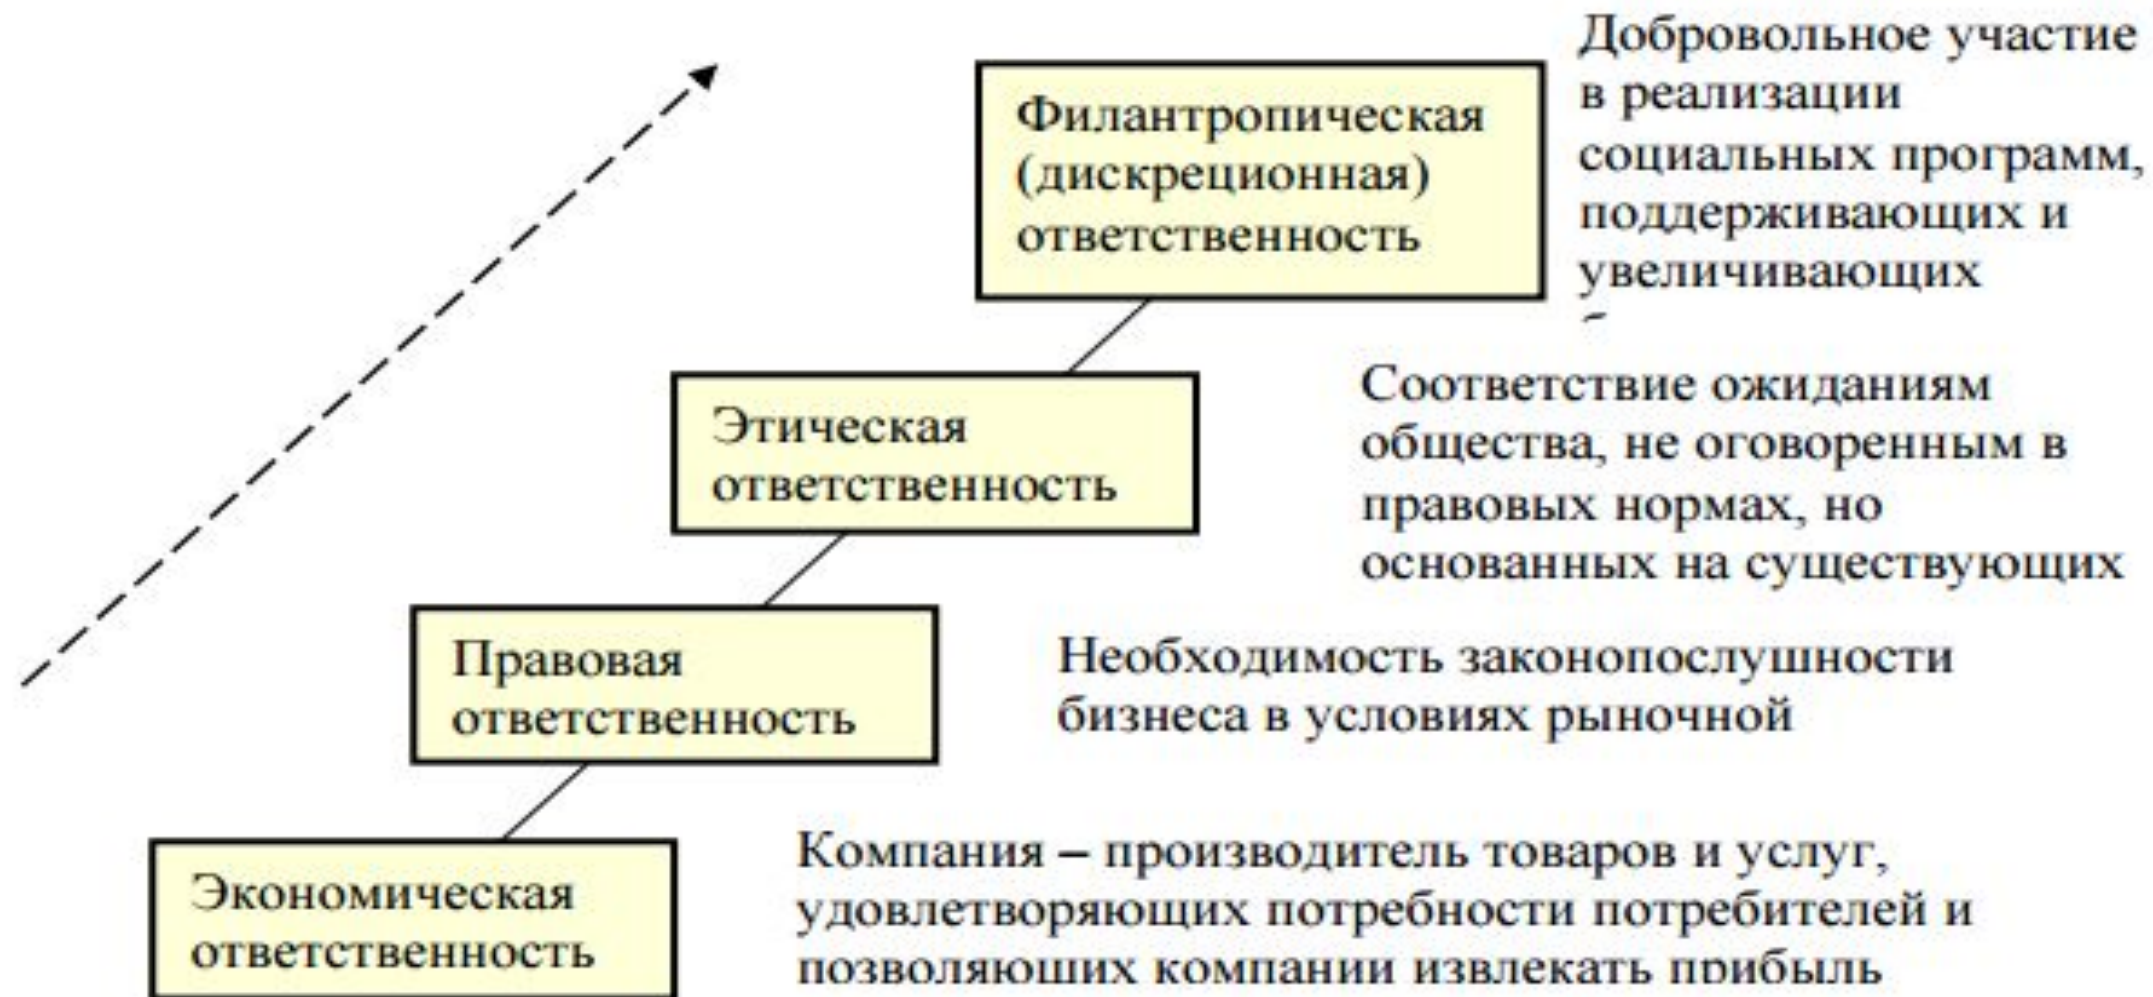 Филантропическая
(дискреционная)
ответственность
Добровольное участие
в реализации
социальных программ,
поддерживающих и
увеличивающих
Этическая
ответственность
Соответствие ожиданиям
общества, не оговоренным в
правовых нормах, но
основанных на существующих
Правовая
ответственность
Необходимость законопослушности
бизнеса в условиях рыночной
Экономическая
ответственность
Компания – производитель товаров и услуг,
удовлетворяющих потребности потребителей и
позволяющих компании извлекать прибыль